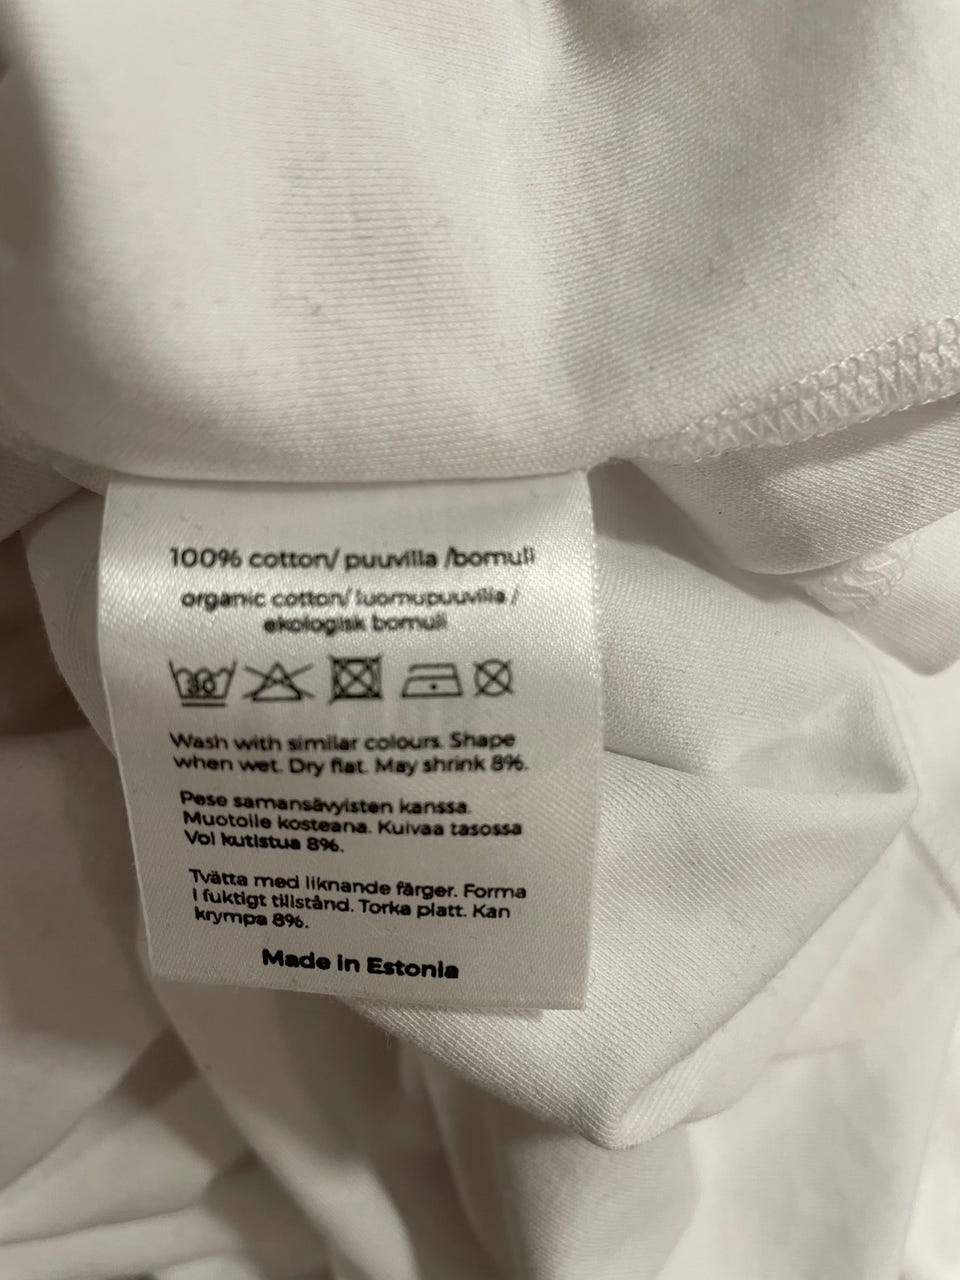 100% cotton/ puuvilla /bomull
organic cotton/ luomupuuvilla /
ekologisk bomull
30
Wash with similar colours. Shape
when wet. Dry flat. May shrink 8%.
Pese samansävyisten kanssa.
Muotoile kosteana. Kuivaa tasossa
Voi kutistua 8%.
Tvätta med liknande färger. Forma
i fuktigt tillstånd. Torka platt. Kan
krympa 8%.
Made in Estonia